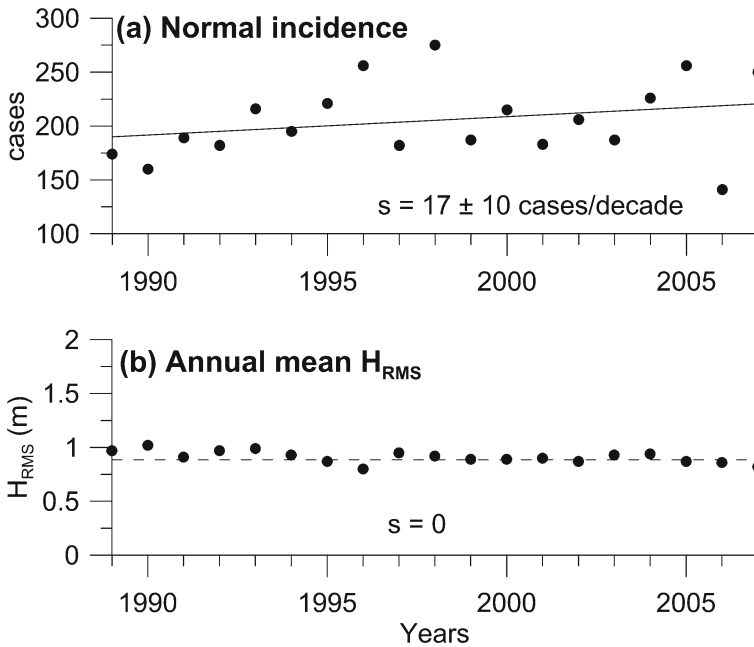 (a) Normal incidence
300
250
200
150
100
cases
s = 17 ± 10 cases/decade
1990 1995 2000 2005
(b) Annual mean HRMS
2
1.5
1
0.5
0
HRMS (m)
s = 0
1990 1995 2000 2005
Years